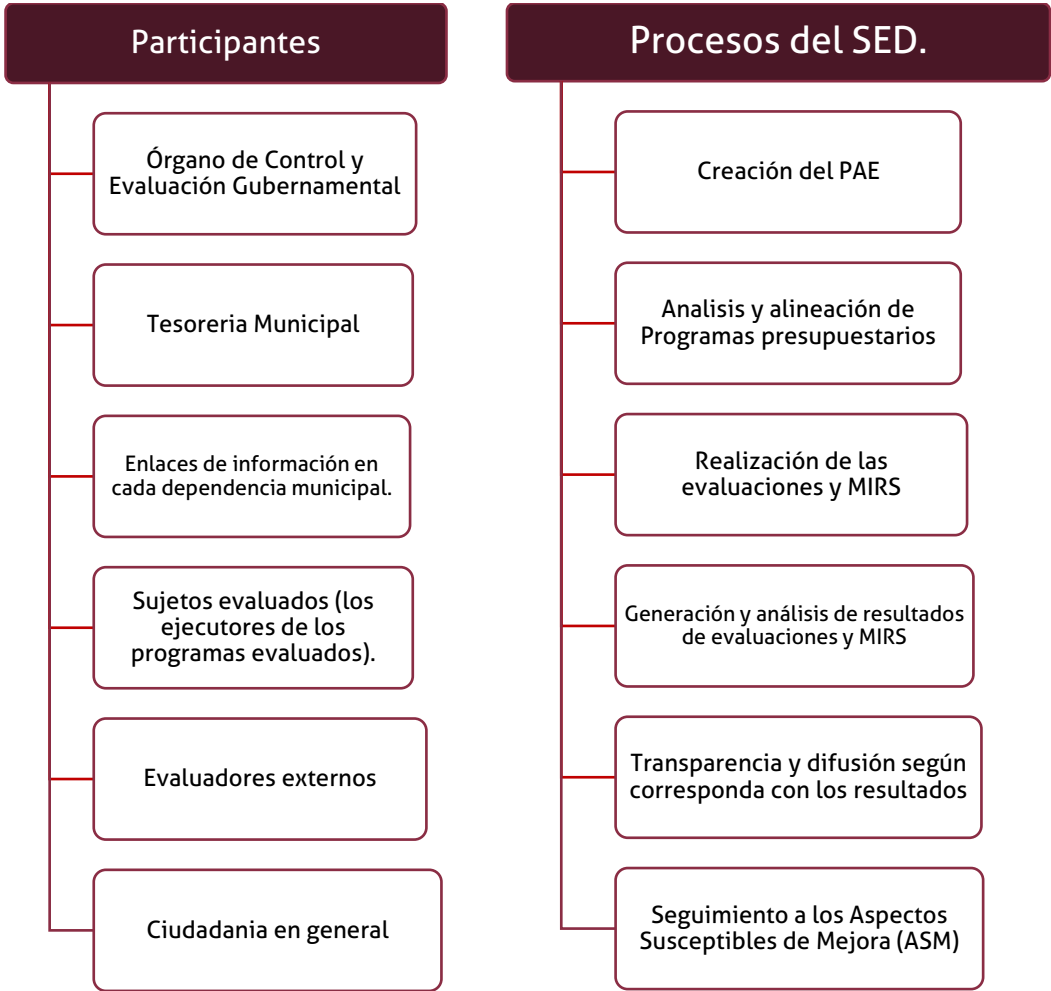 Participantes
Órgano de Control y
Evaluación Gubernamental
Tesoreria Municipal
Enlaces de información en
cada dependencia municipal.
Sujetos evaluados (los
ejecutores de los
programas evaluados).
Evaluadores externos
Ciudadania en general
Procesos del SED.
Creación del PAE
Analisis y alineación de
Programas presupuestarios
Realización de las
evaluaciones y MIRS
Generación y análisis de resultados
de evaluaciones y MIRS
Transparencia y difusión según
corresponda con los resultados
Seguimiento a los Aspectos
Susceptibles de Mejora (ASM)